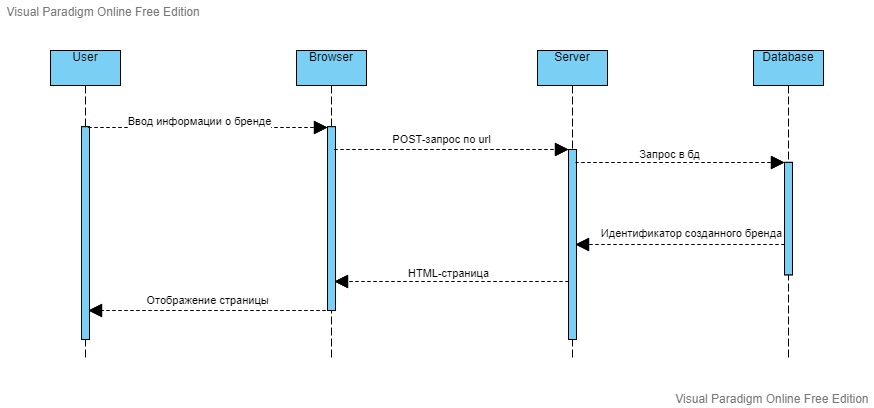 Visual Paradigm Online Free Edition
User
Browser
Server
Database
Ввод информации о бренде
POST-запрос по url
Запрос в бд
Идентификатор созданного бренда
HTML-страница
Отображение страницы
Visual Paradigm Online Free Edition